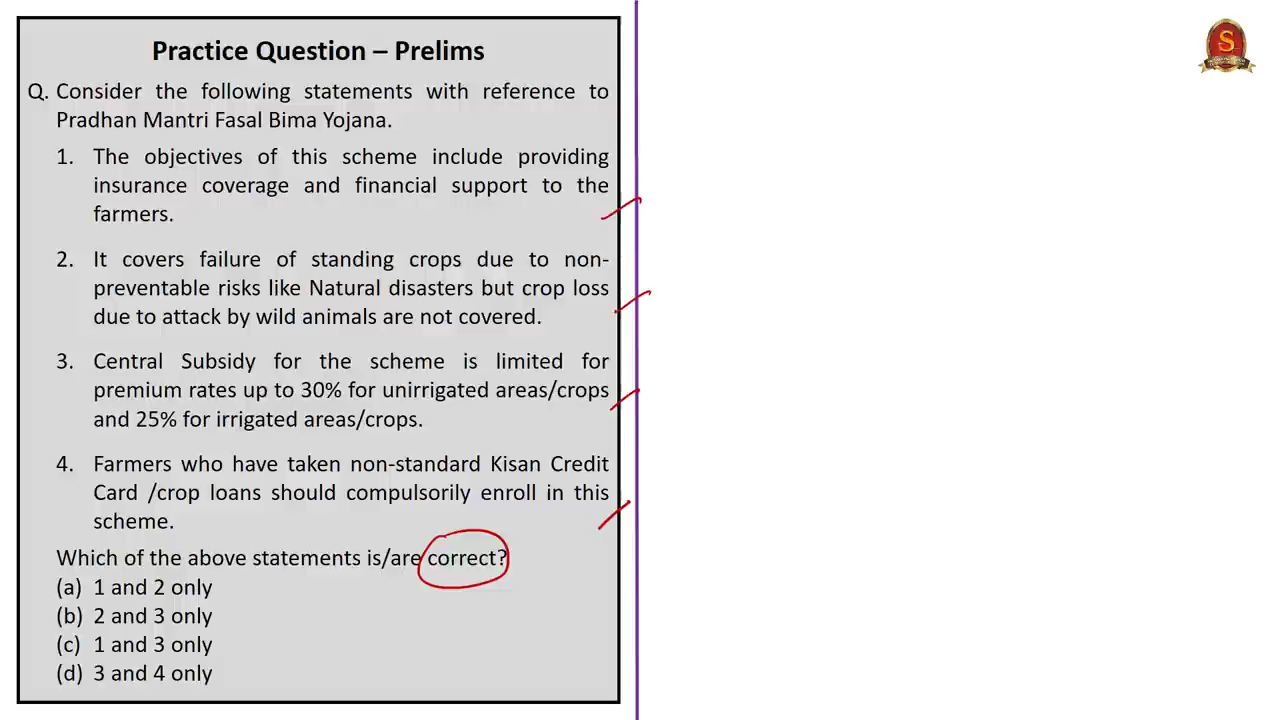 Practice Question – Prelims
Q. Consider the following statements with reference to
Pradhan Mantri Fasal Bima Yojana.
1. The objectives of this scheme include providing
insurance coverage and financial support to the
farmers.
2. It covers failure of standing crops due to non-
preventable risks like Natural disasters but crop loss
due to attack by wild animals are not covered.
3. Central Subsidy for the scheme is limited for
premium rates up to 30% for unirrigated areas/crops
and 25% for irrigated areas/crops.
4. Farmers who have taken non-standard Kisan Credit
Card /crop loans should compulsorily enroll in this
scheme.
Which of the above statements is/are correct?
(a) 1 and 2 only
(b) 2 and 3 only
(c) 1 and 3 only
(d) 3 and 4 only
S